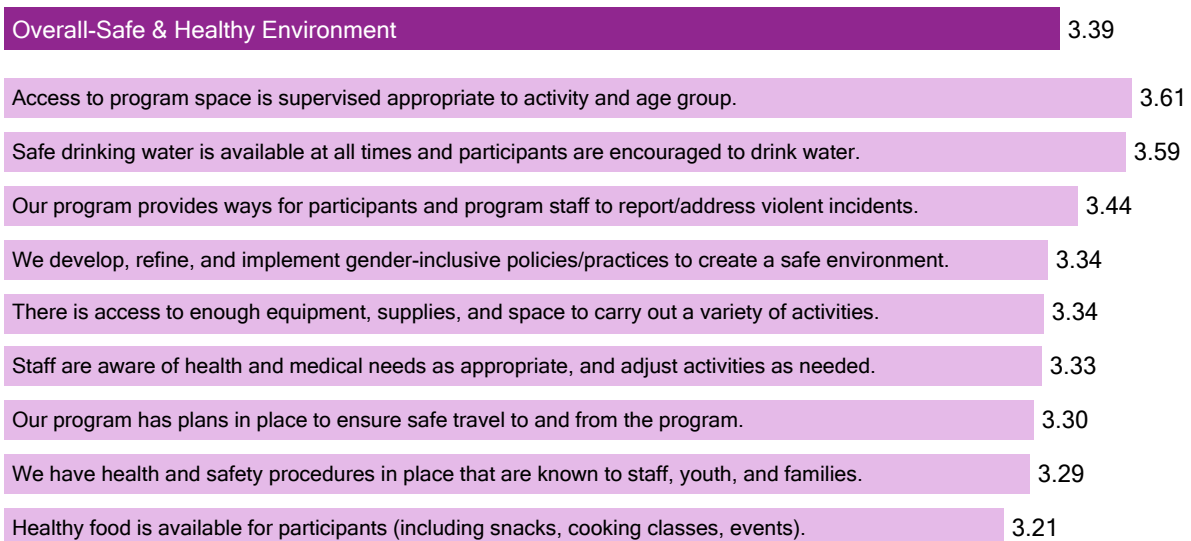 Overall-Safe & Healthy Environment 3.39
Access to program space is supervised appropriate to activity and age group. 3.61
Safe drinking water is available at all times and participants are encouraged to drink water. 3.59
Our program provides ways for participants and program staff to report/address violent incidents. 3.44
We develop, refine, and implement gender-inclusive policies/practices to create a safe environment. 3.34
There is access to enough equipment, supplies, and space to carry out a variety of activities. 3.34
Staff are aware of health and medical needs as appropriate, and adjust activities as needed. 3.33
Our program has plans in place to ensure safe travel to and from the program. 3.30
We have health and safety procedures in place that are known to staff, youth, and families. 3.29
Healthy food is available for participants (including snacks, cooking classes, events). 3.21